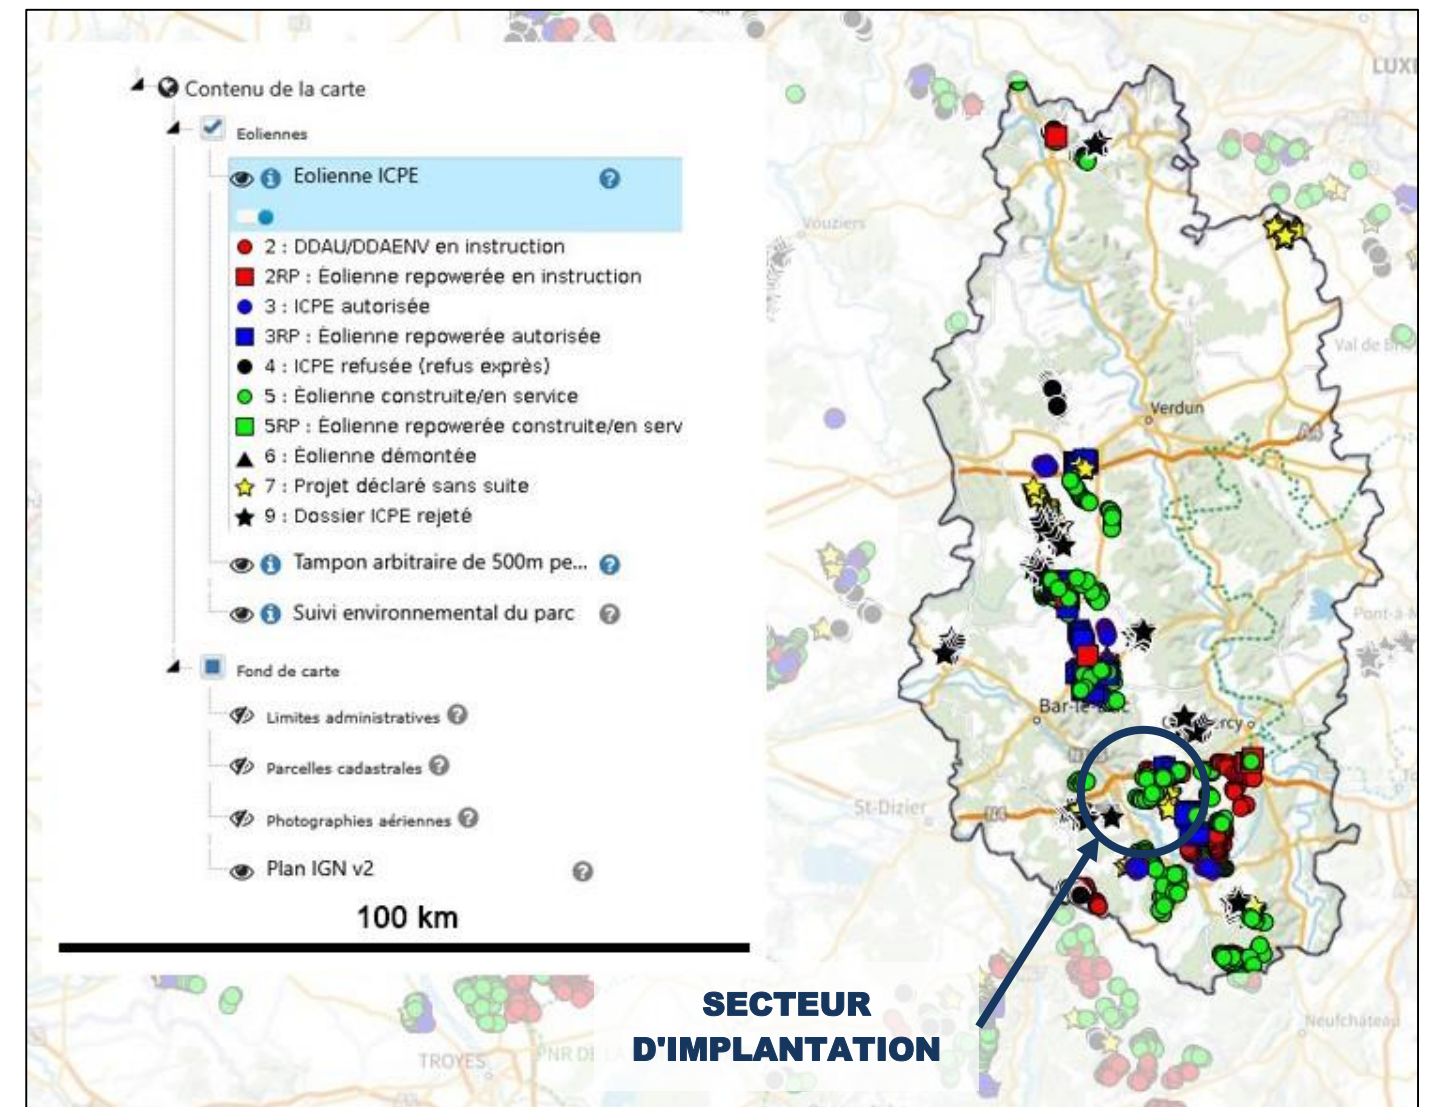 Contenu de la carte
Eoliennes
Eolienne ICPE
2 : DDAU/DDAENV en instruction
2RP : Éolienne repowerée en instruction
3 : ICPE autorisée
3RP : Éolienne repowerée autorisée
4 : ICPE refusée (refus exprès)
5 : Éolienne construite/en service
5RP : Éolienne repowerée construite/en serv
6 : Éolienne démontée
7 : Projet déclaré sans suite
9 : Dossier ICPE rejeté
Tampon arbitraire de 500m pe...
Suivi environnemental du parc
Fond de carte
Limites administratives
Parcelles cadastrales
Photographies aériennes
Plan IGN v2
100 km
SECTEUR
D'IMPLANTATION
Vouziers
Verdun
A4
St-Dizier
TROYES
Neufchâteau